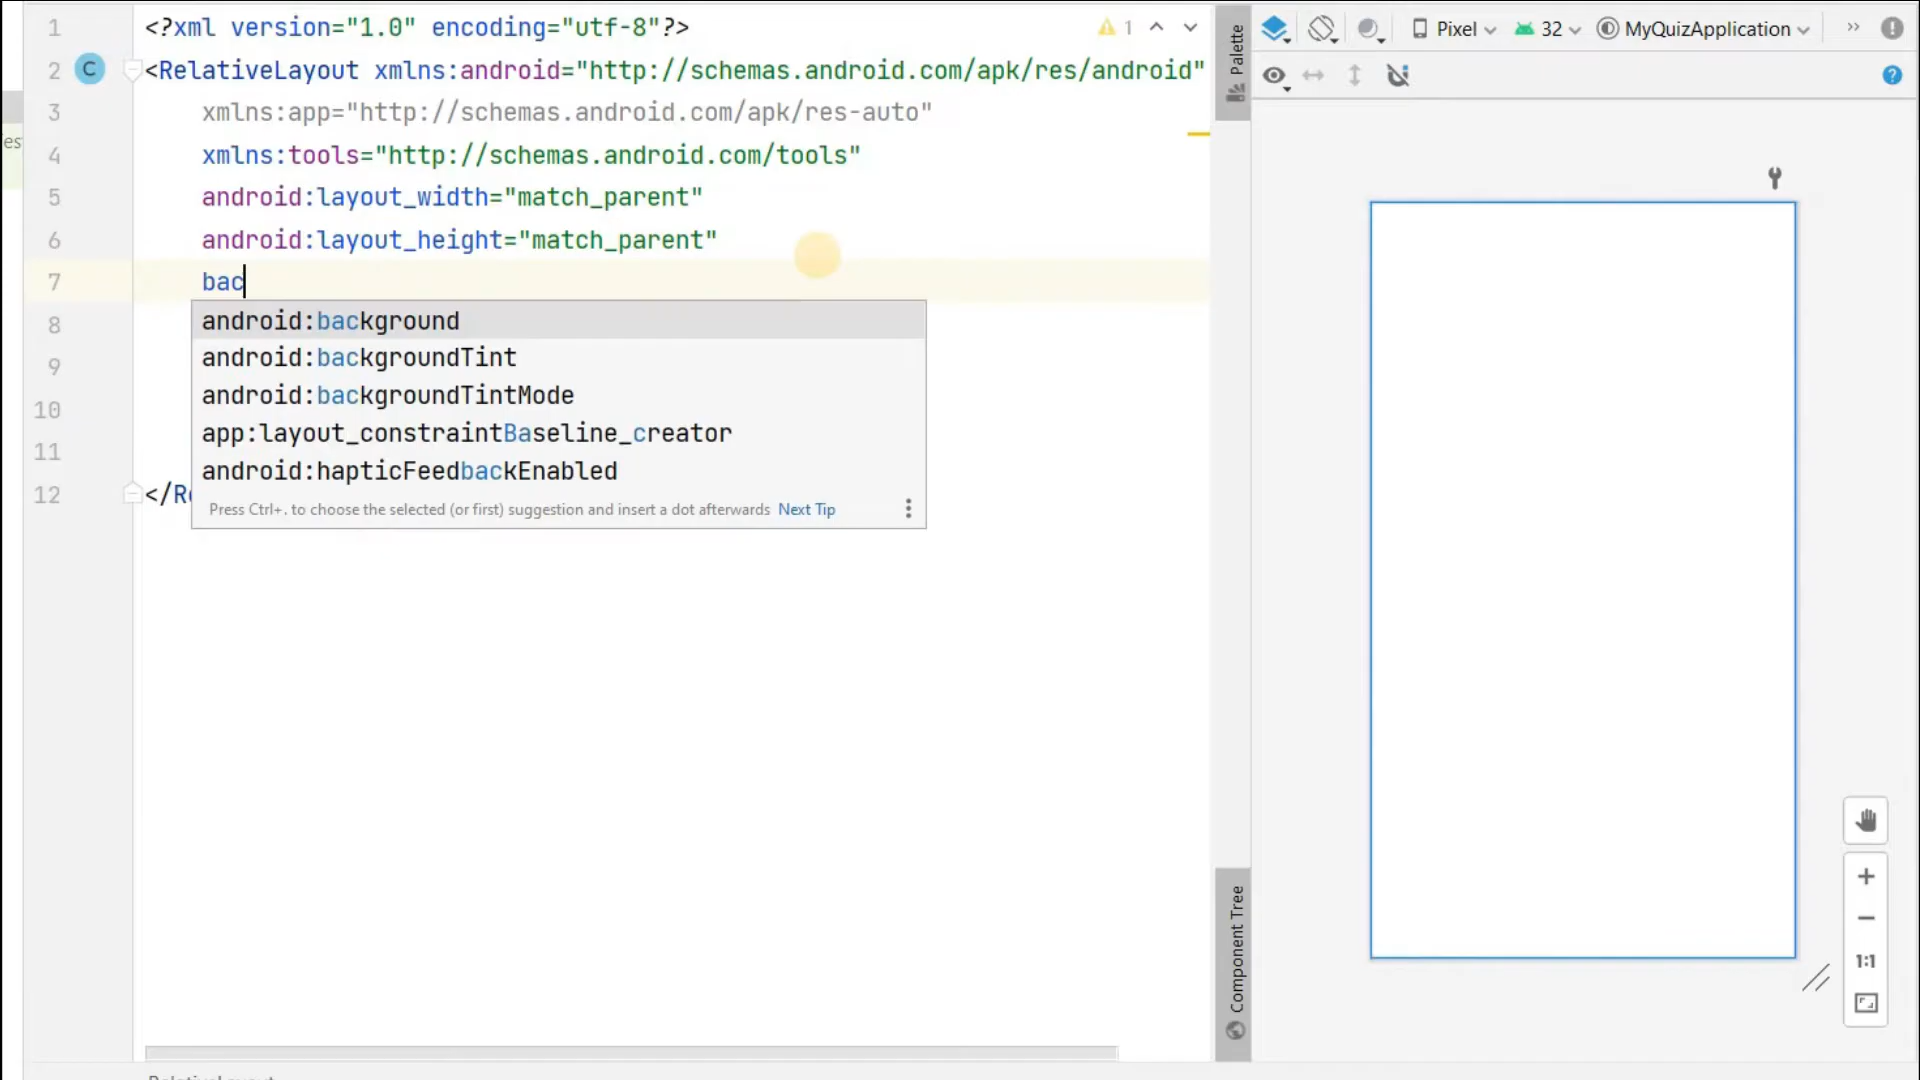 1 <?xml version="1.0" encoding="utf-8"?>
1
2 C <RelativeLayout xmlns:android="http://schemas.android.com/apk/res/android"
3 xmlns:app="http://schemas.android.com/apk/res-auto"
4 xmlns:tools="http://schemas.android.com/tools"
5 android:layout_width="match_parent"
6 android:layout_height="match_parent"
7 bac
8
9
10
11
12 </R
android:background
android:backgroundTint
android:backgroundTintMode
app:layout_constraintBaseline_creator
android:hapticFeedbackEnabled
Press Ctrl+. to choose the selected (or first) suggestion and insert a dot afterwards Next Tip
Palette
Component Tree
Pixel 32 MyQuizApplication
1:1
RelativeLayout